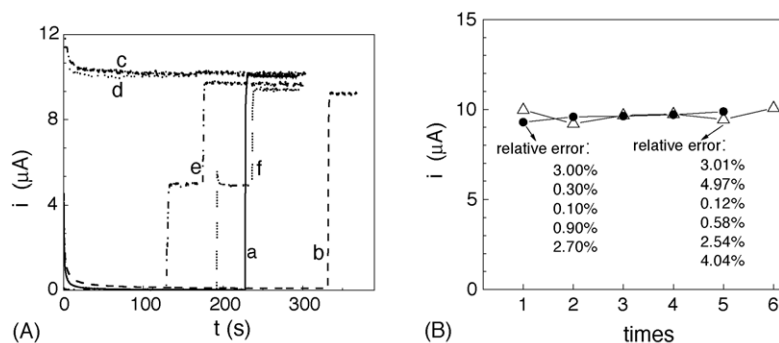 15
10
5
0
i (µA)
1 2 3 4 5 6
times
(B)
relative error:
3.00%
0.30%
0.10%
0.90%
2.70%
relative error:
3.01%
4.97%
0.12%
0.58%
2.54%
4.04%
12
8
4
0
i (µA)
0 100 200 300
t (s)
(A)
c
d
e
f
a
b